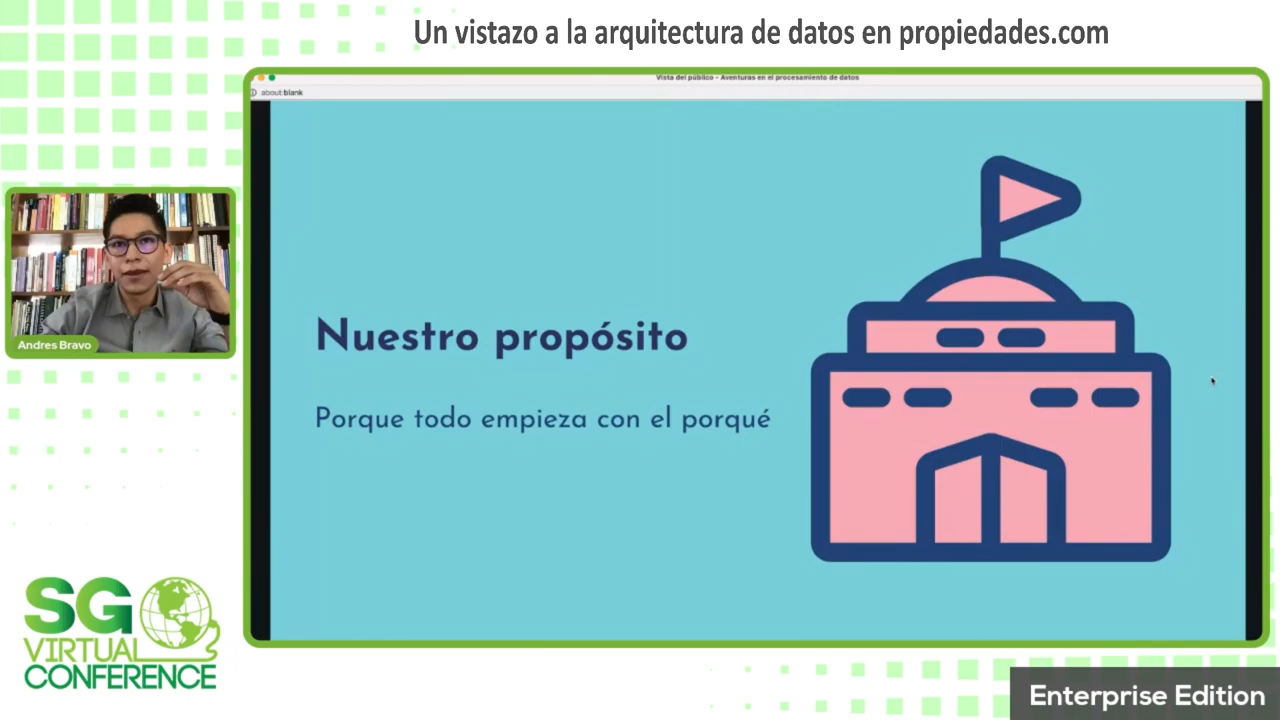 Un vistazo a la arquitectura de datos en propiedades.com
Vista del público - Aventuras en el procesamiento de datos
about:blank
Nuestro propósito
Porque todo empieza con el porqué
Andres Bravo
SG
VIRTUAL
CONFERENCE
Enterprise Edition